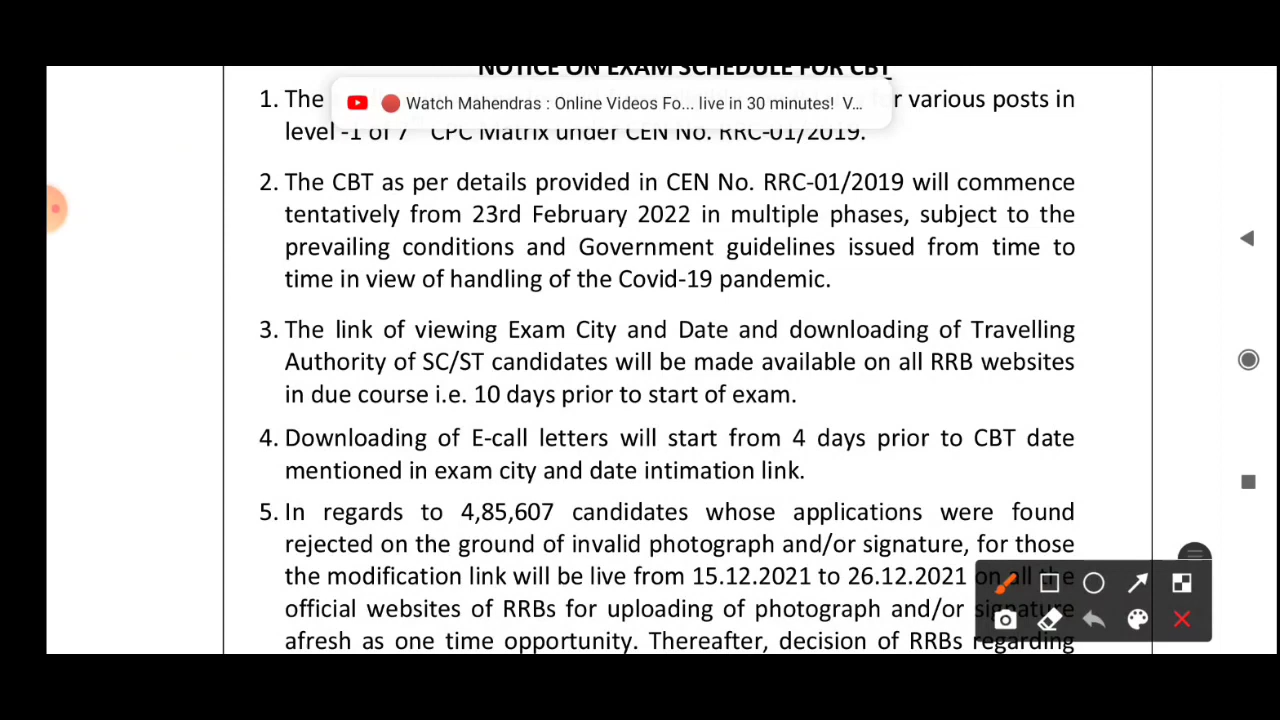 NOTICE ON EXAM SCHEDULE FOR CBT
Watch Mahendras : Online Videos Fo... live in 30 minutes! V...
1. The r various posts in
level -1 of 7 CPC Matrix under CEN No. RRC-01/2019.
2. The CBT as per details provided in CEN No. RRC-01/2019 will commence
tentatively from 23rd February 2022 in multiple phases, subject to the
prevailing conditions and Government guidelines issued from time to
time in view of handling of the Covid-19 pandemic.
3. The link of viewing Exam City and Date and downloading of Travelling
Authority of SC/ST candidates will be made available on all RRB websites
in due course i.e. 10 days prior to start of exam.
4. Downloading of E-call letters will start from 4 days prior to CBT date
mentioned in exam city and date intimation link.
5. In regards to 4,85,607 candidates whose applications were found
rejected on the ground of invalid photograph and/or signature, for those
the modification link will be live from 15.12.2021 to 26.12.2021 on all the
official websites of RRBs for uploading of photograph and/or signature
afresh as one time opportunity. Thereafter, decision of RRBs regarding